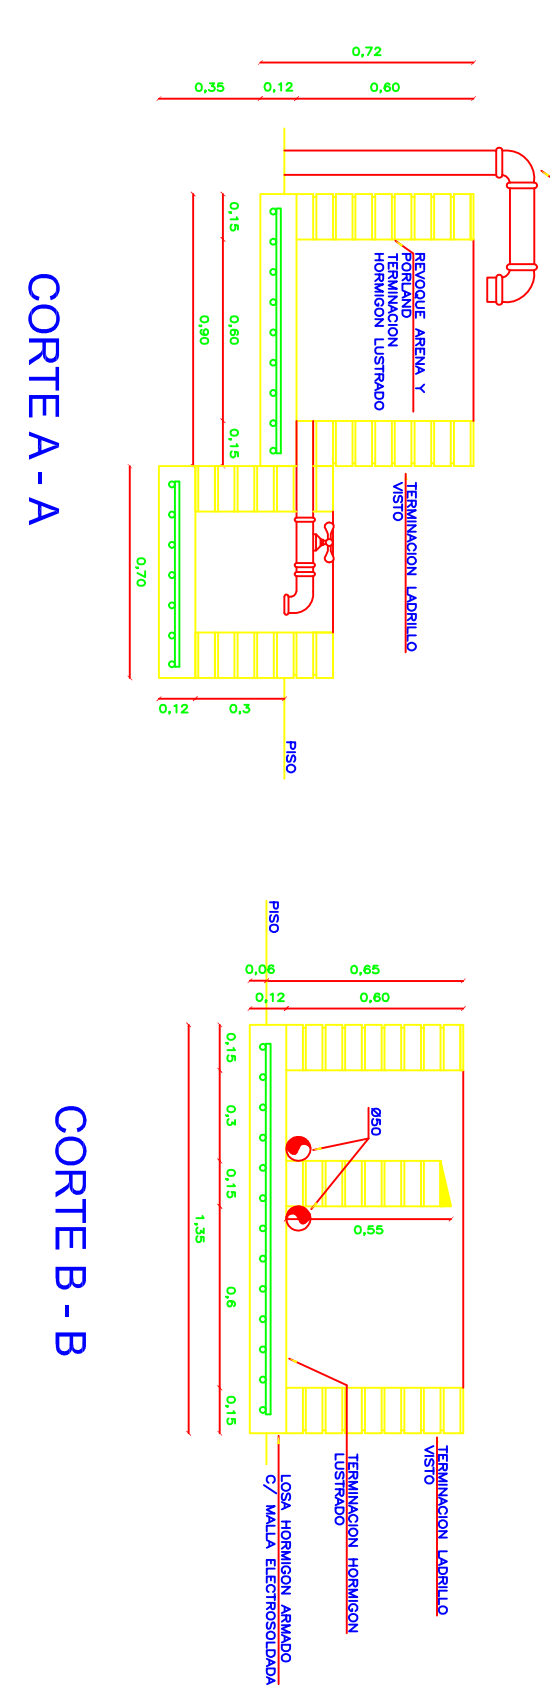 0,72
0,35
0,12
0,60
0,15
0,60
0,90
0,15
REVOQUE ARENA Y
PORLAND
TERMINACION
HORMIGON LUSTRADO
TERMINACION LADRILLO
VISTO
0,70
0,12
0,3
PISO
CORTE A - A
PISO
0,06
0,65
0,12
0,60
0,15
0,3
0,15
0,6
0,15
1,35
Ø50
0,55
TERMINACION LADRILLO
VISTO
TERMINACION HORMIGON
LUSTRADO
LOSA HORMIGON ARMADO
C/ MALLA ELECTROSOLDADA
CORTE B - B